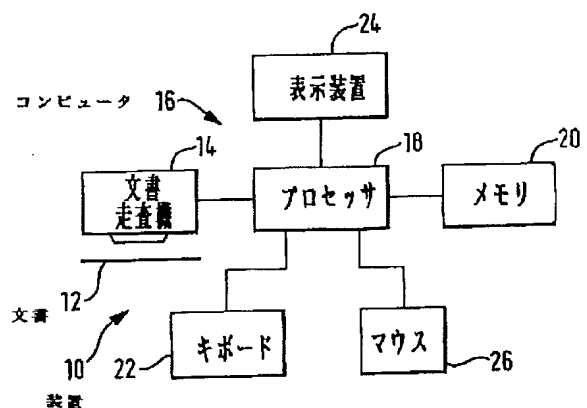 24
表示装置
コンピュータ 16
14
18
20
文書
走査機
プロセッサ
メモリ
12
文書
キボード
マウス
10
22
26
装置